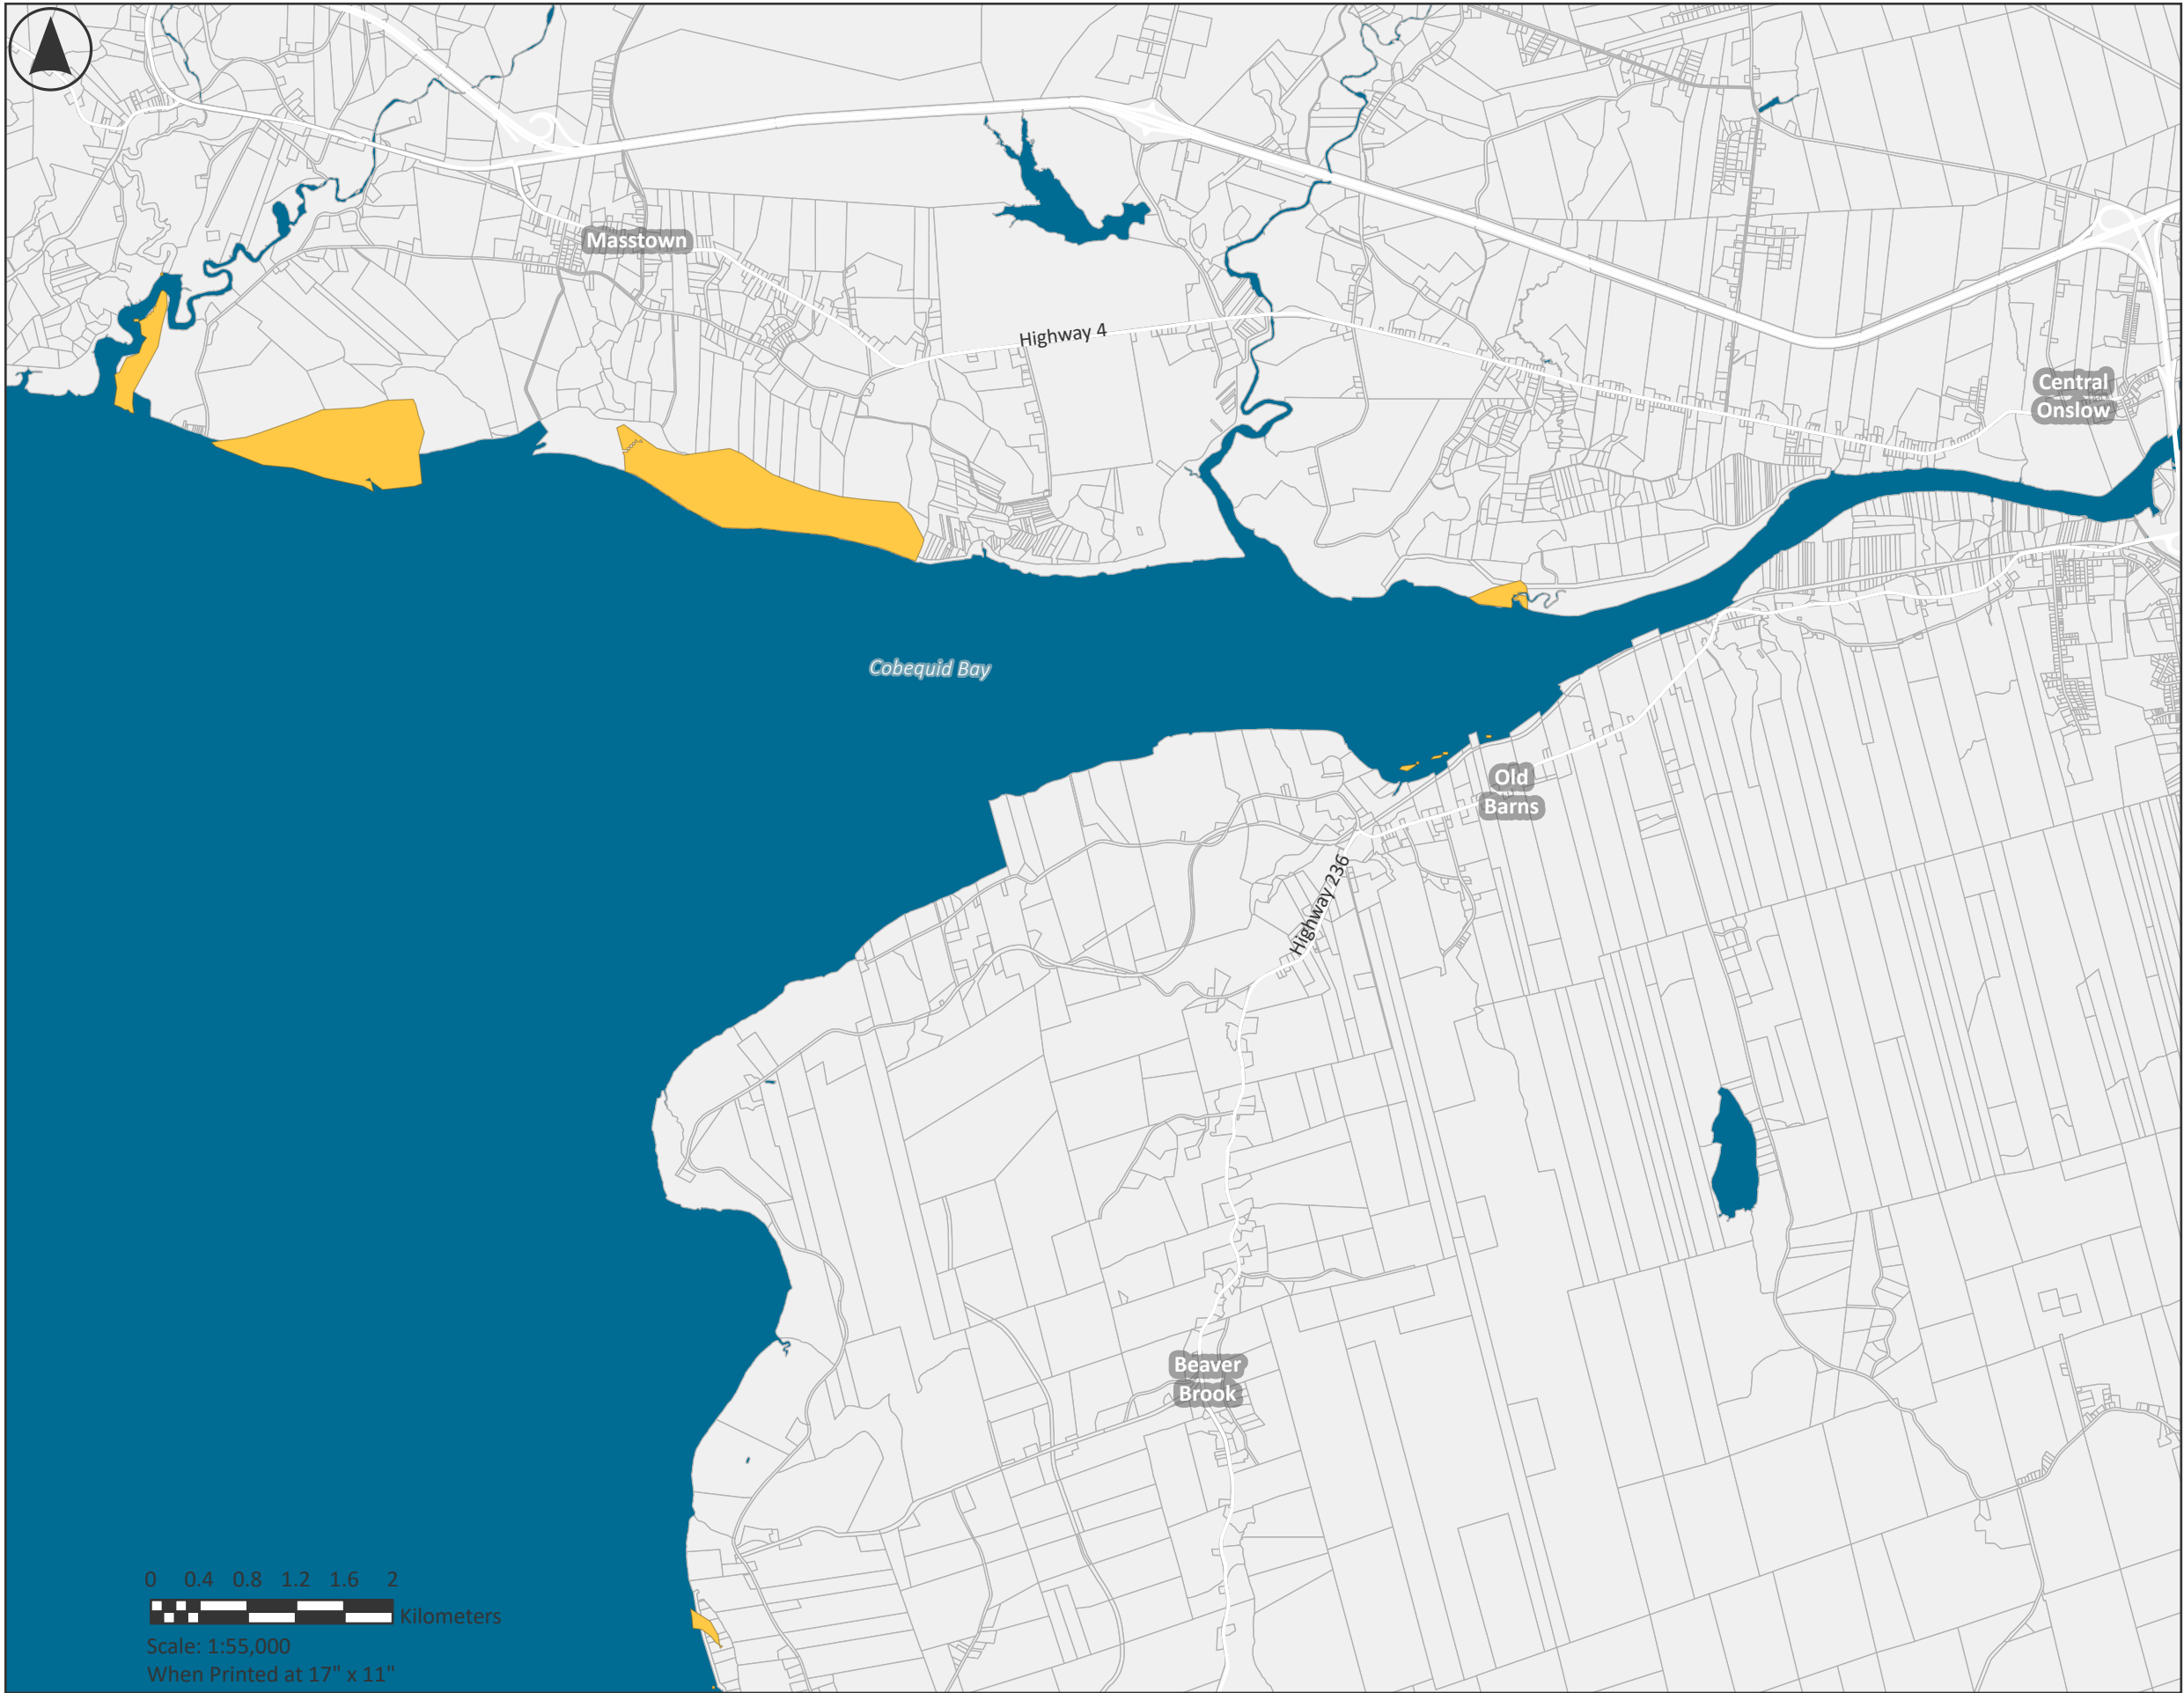 Masstown
Highway 4
Central
Onslow
Cobequid Bay
Old
Barns
Highway 236
Beaver
Brook
0 0.4 0.8 1.2 1.6 2
Kilometers
Scale: 1:55,000
When Printed at 17" x 11"